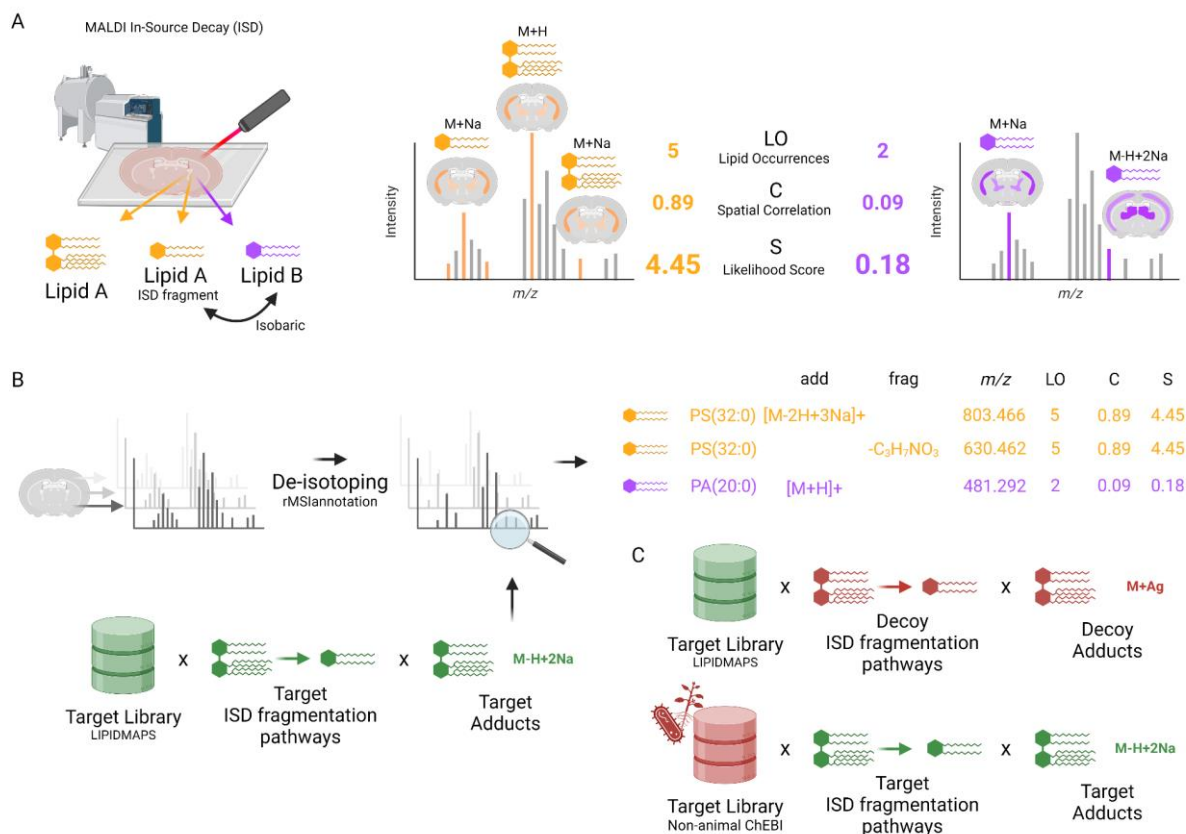 A
MALDI In-Source Decay (ISD)
Lipid A
Lipid A
ISD fragment
Lipid B
Isobaric
Intensity
M+Na
M+H
M+Na
m/z
5
LO
Lipid Occurrences
2
0.89
C
Spatial Correlation
0.09
4.45
S
Likelihood Score
0.18
Intensity
M+Na
M-H+2Na
m/z
B
De-isotoping
rMSIannotation
add frag m/z LO C S
PS(32:0) [M-2H+3Na]+ 803.466 5 0.89 4.45
PS(32:0) -C₃H₇NO₃ 630.462 5 0.89 4.45
PA(20:0) [M+H]+ 481.292 2 0.09 0.18
Target Library
LIPIDMAPS
x
Target
ISD fragmentation
pathways
x
M-H+2Na
Target
Adducts
C
Target Library
LIPIDMAPS
x
Decoy
ISD fragmentation
pathways
x
M+Ag
Decoy
Adducts
Target Library
Non-animal ChEBI
x
Target
ISD fragmentation
pathways
x
M-H+2Na
Target
Adducts